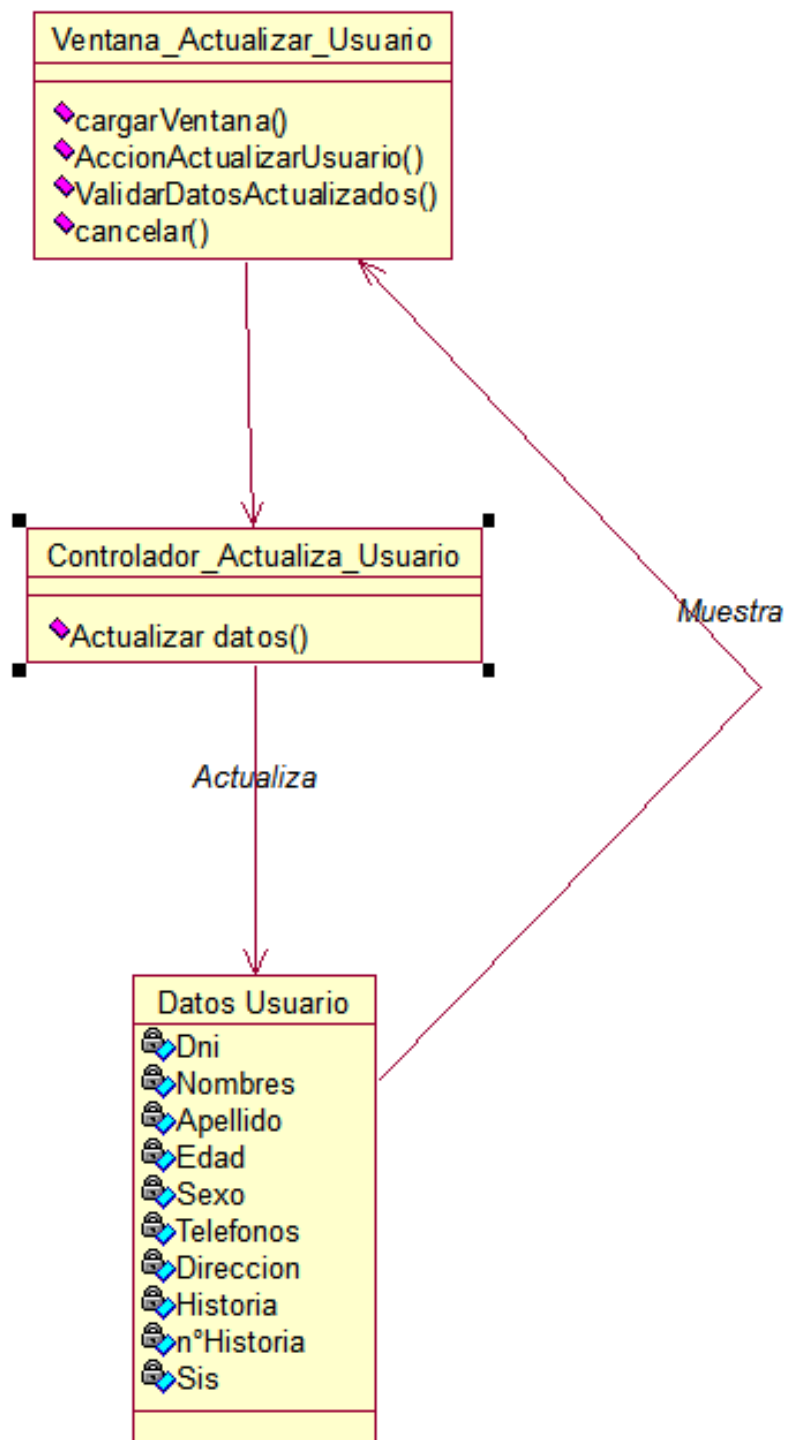 Ventana_Actualizar_Usuario
cargarVentana()
AccionActualizarUsuario()
ValidarDatosActualizados()
cancelar()
Controlador_Actualiza_Usuario
Actualizar datos()
Muestra
Actualiza
Datos Usuario
Dni
Nombres
Apellido
Edad
Sexo
Telefonos
Direccion
Historia
n°Historia
Sis